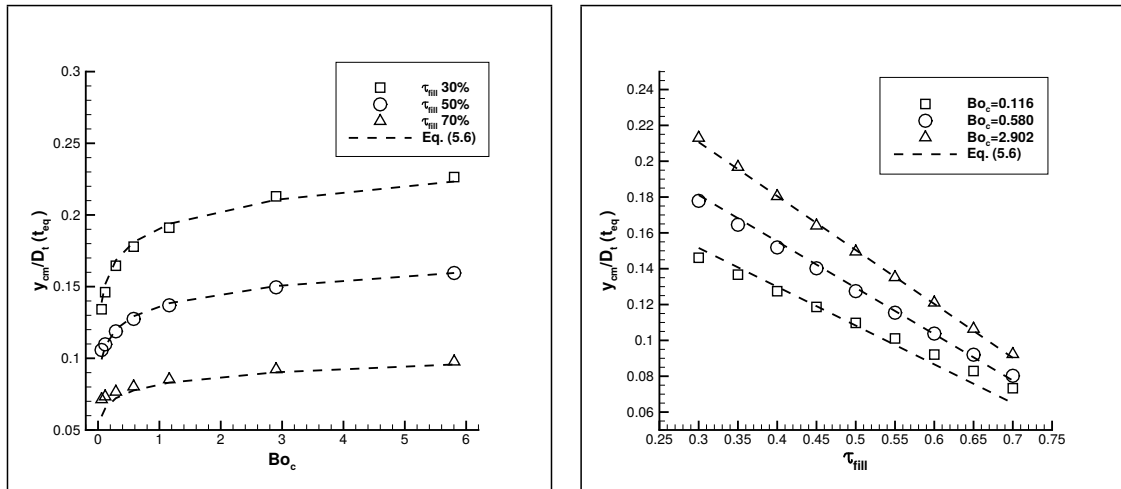 0.3
0.25
0.2
0.15
0.1
0.05
y_cm/D_t (t_eq)
τ_fill 30%
τ_fill 50%
τ_fill 70%
Eq. (5.6)
0 1 2 3 4 5 6
Bo_c
0.24
0.22
0.2
0.18
0.16
0.14
0.12
0.1
0.08
0.06
y_cm/D_t (t_eq)
Bo_c=0.116
Bo_c=0.580
Bo_c=2.902
Eq. (5.6)
0.25 0.3 0.35 0.4 0.45 0.5 0.55 0.6 0.65 0.7 0.75
τ_fill